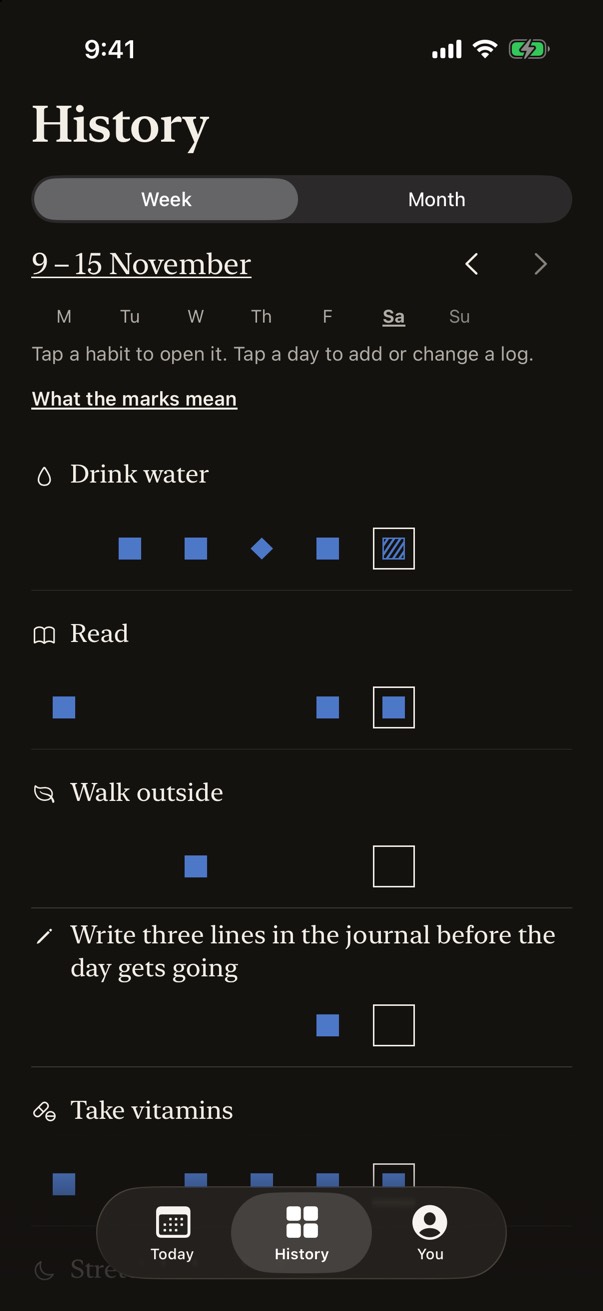 9:41
History
Week Month
9 – 15 November
M Tu W Th F Sa Su
Tap a habit to open it. Tap a day to add or change a log.
What the marks mean
Drink water
Read
Walk outside
Write three lines in the journal before the
day gets going
Take vitamins
Today History You